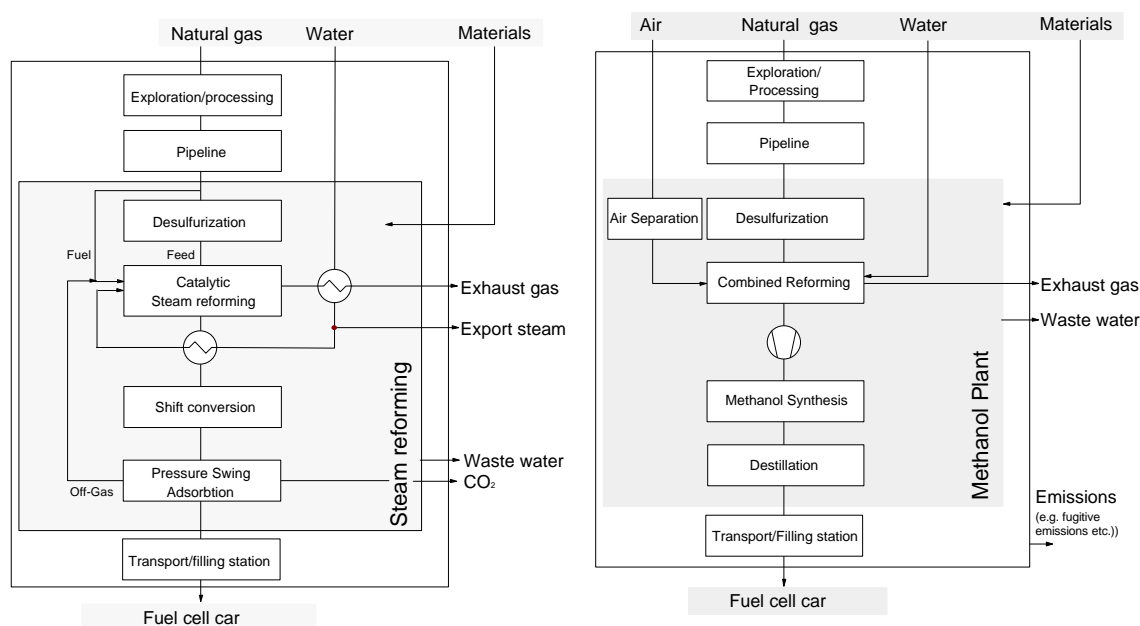 Natural gas
Water
Materials
Exploration/processing
Pipeline
Desulfurization
Fuel
Feed
Catalytic
Steam reforming
Exhaust gas
Export steam
Shift conversion
Steam reforming
Waste water
Pressure Swing
Adsorbtion
CO₂
Off-Gas
Transport/filling station
Fuel cell car
Air
Natural gas
Water
Materials
Exploration/
Processing
Pipeline
Air Separation
Desulfurization
Combined Reforming
Exhaust gas
Waste water
Methanol Synthesis
Methanol Plant
Destillation
Emissions
(e.g. fugitive
emissions etc.))
Transport/Filling station
Fuel cell car